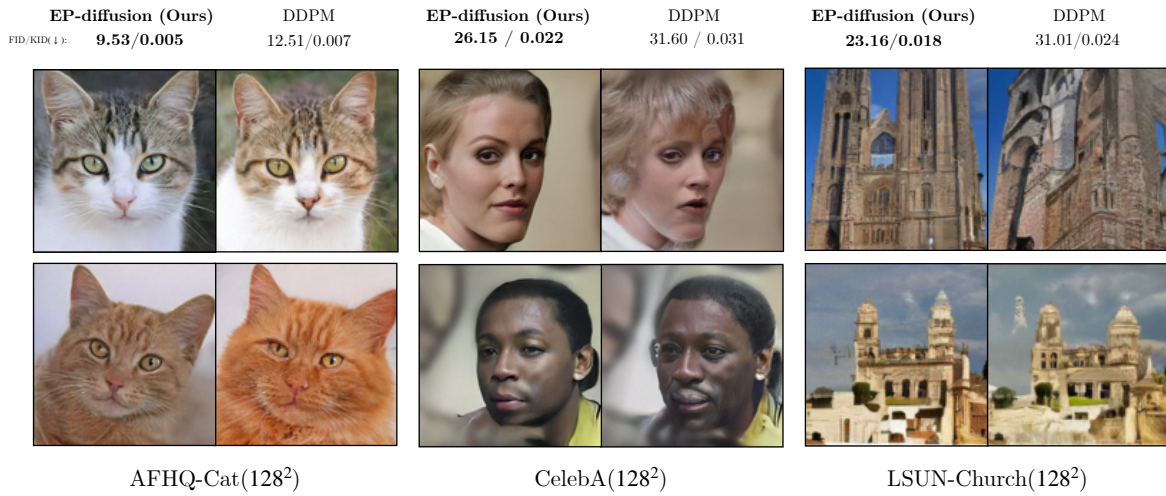 EP-diffusion (Ours) DDPM EP-diffusion (Ours) DDPM EP-diffusion (Ours) DDPM
FID/KID(↓): 9.53/0.005 12.51/0.007 26.15 / 0.022 31.60 / 0.031 23.16/0.018 31.01/0.024
AFHQ-Cat(128²) CelebA(128²) LSUN-Church(128²)